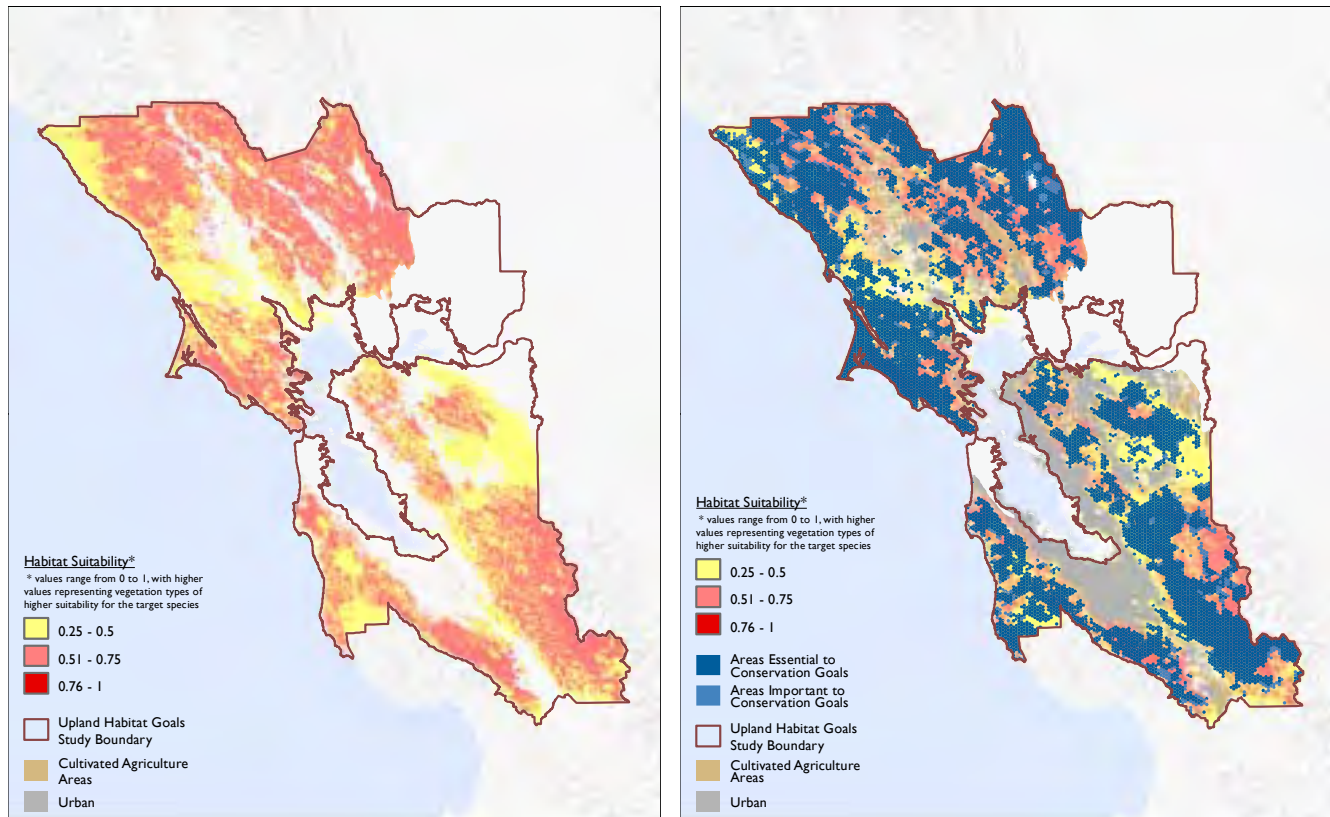 Habitat Suitability*
* values range from 0 to 1, with higher
values representing vegetation types of
higher suitability for the target species
0.25 - 0.5
0.51 - 0.75
0.76 - 1
Upland Habitat Goals
Study Boundary
Cultivated Agriculture
Areas
Urban
Habitat Suitability*
* values range from 0 to 1, with higher
values representing vegetation types of
higher suitability for the target species
0.25 - 0.5
0.51 - 0.75
0.76 - 1
Areas Essential to
Conservation Goals
Areas Important to
Conservation Goals
Upland Habitat Goals
Study Boundary
Cultivated Agriculture
Areas
Urban